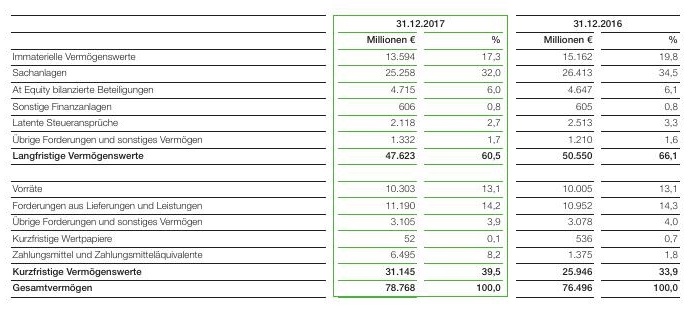 31.12.2017 31.12.2016
Millionen € % Millionen € %
Immaterielle Vermögenswerte 13.594 17,3 15.162 19,8
Sachanlagen 25.258 32,0 26.413 34,5
At Equity bilanzierte Beteiligungen 4.715 6,0 4.647 6,1
Sonstige Finanzanlagen 606 0,8 605 0,8
Latente Steueransprüche 2.118 2,7 2.513 3,3
Übrige Forderungen und sonstiges Vermögen 1.332 1,7 1.210 1,6
Langfristige Vermögenswerte 47.623 60,5 50.550 66,1
Vorräte 10.303 13,1 10.005 13,1
Forderungen aus Lieferungen und Leistungen 11.190 14,2 10.952 14,3
Übrige Forderungen und sonstiges Vermögen 3.105 3,9 3.078 4,0
Kurzfristige Wertpapiere 52 0,1 536 0,7
Zahlungsmittel und Zahlungsmitteläquivalente 6.495 8,2 1.375 1,8
Kurzfristige Vermögenswerte 31.145 39,5 25.946 33,9
Gesamtvermögen 78.768 100,0 76.496 100,0